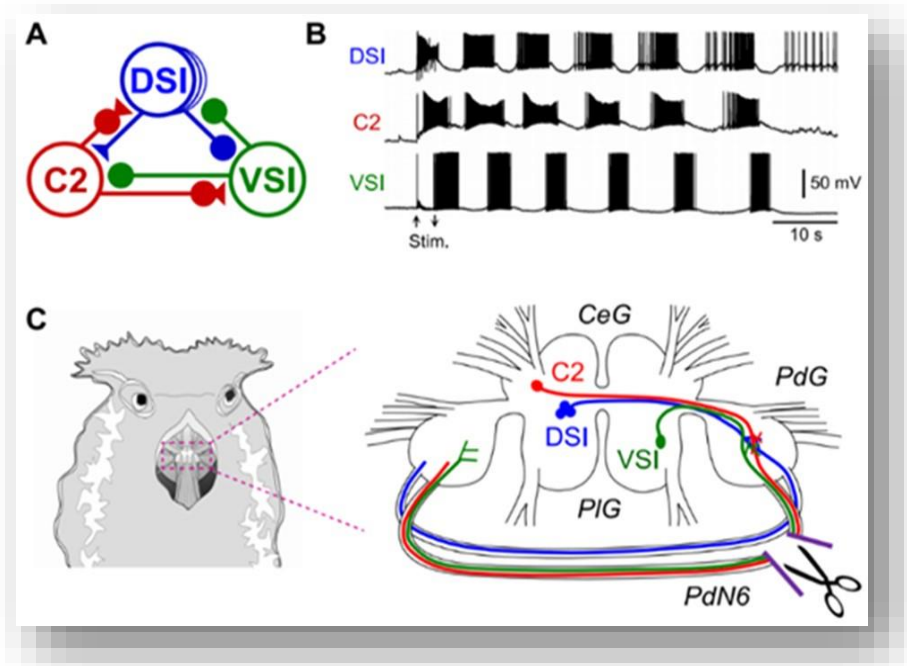 A
DSI
C2
VSI
B
DSI
C2
VSI
50 mV
Stim.
10 s
C
CeG
C2
PdG
DSI
VSI
PlG
PdN6